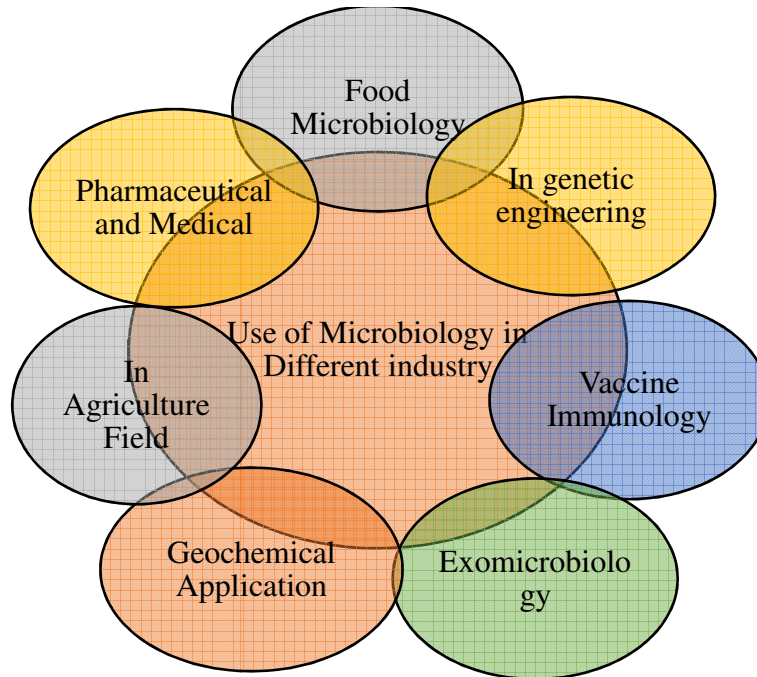 Food
Microbiology
In genetic
engineering
Pharmaceutical
and Medical
Use of Microbiology in
Different industry
Vaccine
Immunology
In
Agriculture
Field
Geochemical
Application
Exomicrobiolo
gy